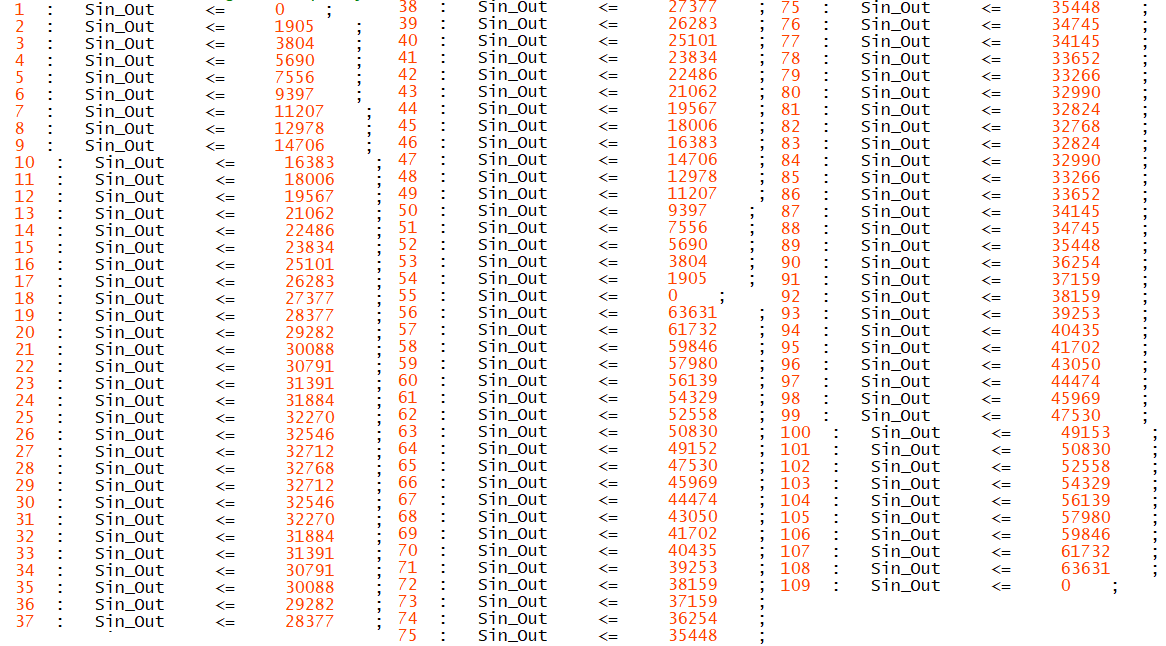 1 : Sin_Out <= 0 ;
2 : Sin_Out <= 1905 ;
3 : Sin_Out <= 3804 ;
4 : Sin_Out <= 5690 ;
5 : Sin_Out <= 7556 ;
6 : Sin_Out <= 9397 ;
7 : Sin_Out <= 11207 ;
8 : Sin_Out <= 12978 ;
9 : Sin_Out <= 14706 ;
10 : Sin_Out <= 16383 ;
11 : Sin_Out <= 18006 ;
12 : Sin_Out <= 19567 ;
13 : Sin_Out <= 21062 ;
14 : Sin_Out <= 22486 ;
15 : Sin_Out <= 23834 ;
16 : Sin_Out <= 25101 ;
17 : Sin_Out <= 26283 ;
18 : Sin_Out <= 27377 ;
19 : Sin_Out <= 28377 ;
20 : Sin_Out <= 29282 ;
21 : Sin_Out <= 30088 ;
22 : Sin_Out <= 30791 ;
23 : Sin_Out <= 31391 ;
24 : Sin_Out <= 31884 ;
25 : Sin_Out <= 32270 ;
26 : Sin_Out <= 32546 ;
27 : Sin_Out <= 32712 ;
28 : Sin_Out <= 32768 ;
29 : Sin_Out <= 32712 ;
30 : Sin_Out <= 32546 ;
31 : Sin_Out <= 32270 ;
32 : Sin_Out <= 31884 ;
33 : Sin_Out <= 31391 ;
34 : Sin_Out <= 30791 ;
35 : Sin_Out <= 30088 ;
36 : Sin_Out <= 29282 ;
37 : Sin_Out <= 28377 ;
38 : Sin_Out <= 27377 ;
39 : Sin_Out <= 26283 ;
40 : Sin_Out <= 25101 ;
41 : Sin_Out <= 23834 ;
42 : Sin_Out <= 22486 ;
43 : Sin_Out <= 21062 ;
44 : Sin_Out <= 19567 ;
45 : Sin_Out <= 18006 ;
46 : Sin_Out <= 16383 ;
47 : Sin_Out <= 14706 ;
48 : Sin_Out <= 12978 ;
49 : Sin_Out <= 11207 ;
50 : Sin_Out <= 9397 ;
51 : Sin_Out <= 7556 ;
52 : Sin_Out <= 5690 ;
53 : Sin_Out <= 3804 ;
54 : Sin_Out <= 1905 ;
55 : Sin_Out <= 0 ;
56 : Sin_Out <= 63631 ;
57 : Sin_Out <= 61732 ;
58 : Sin_Out <= 59846 ;
59 : Sin_Out <= 57980 ;
60 : Sin_Out <= 56139 ;
61 : Sin_Out <= 54329 ;
62 : Sin_Out <= 52558 ;
63 : Sin_Out <= 50830 ;
64 : Sin_Out <= 49152 ;
65 : Sin_Out <= 47530 ;
66 : Sin_Out <= 45969 ;
67 : Sin_Out <= 44474 ;
68 : Sin_Out <= 43050 ;
69 : Sin_Out <= 41702 ;
70 : Sin_Out <= 40435 ;
71 : Sin_Out <= 39253 ;
72 : Sin_Out <= 38159 ;
73 : Sin_Out <= 37159 ;
74 : Sin_Out <= 36254 ;
75 : Sin_Out <= 35448 ;
75 : Sin_Out <= 35448 ;
76 : Sin_Out <= 34745 ;
77 : Sin_Out <= 34145 ;
78 : Sin_Out <= 33652 ;
79 : Sin_Out <= 33266 ;
80 : Sin_Out <= 32990 ;
81 : Sin_Out <= 32824 ;
82 : Sin_Out <= 32768 ;
83 : Sin_Out <= 32824 ;
84 : Sin_Out <= 32990 ;
85 : Sin_Out <= 33266 ;
86 : Sin_Out <= 33652 ;
87 : Sin_Out <= 34145 ;
88 : Sin_Out <= 34745 ;
89 : Sin_Out <= 35448 ;
90 : Sin_Out <= 36254 ;
91 : Sin_Out <= 37159 ;
92 : Sin_Out <= 38159 ;
93 : Sin_Out <= 39253 ;
94 : Sin_Out <= 40435 ;
95 : Sin_Out <= 41702 ;
96 : Sin_Out <= 43050 ;
97 : Sin_Out <= 44474 ;
98 : Sin_Out <= 45969 ;
99 : Sin_Out <= 47530 ;
100 : Sin_Out <= 49153 ;
101 : Sin_Out <= 50830 ;
102 : Sin_Out <= 52558 ;
103 : Sin_Out <= 54329 ;
104 : Sin_Out <= 56139 ;
105 : Sin_Out <= 57980 ;
106 : Sin_Out <= 59846 ;
107 : Sin_Out <= 61732 ;
108 : Sin_Out <= 63631 ;
109 : Sin_Out <= 0 ;